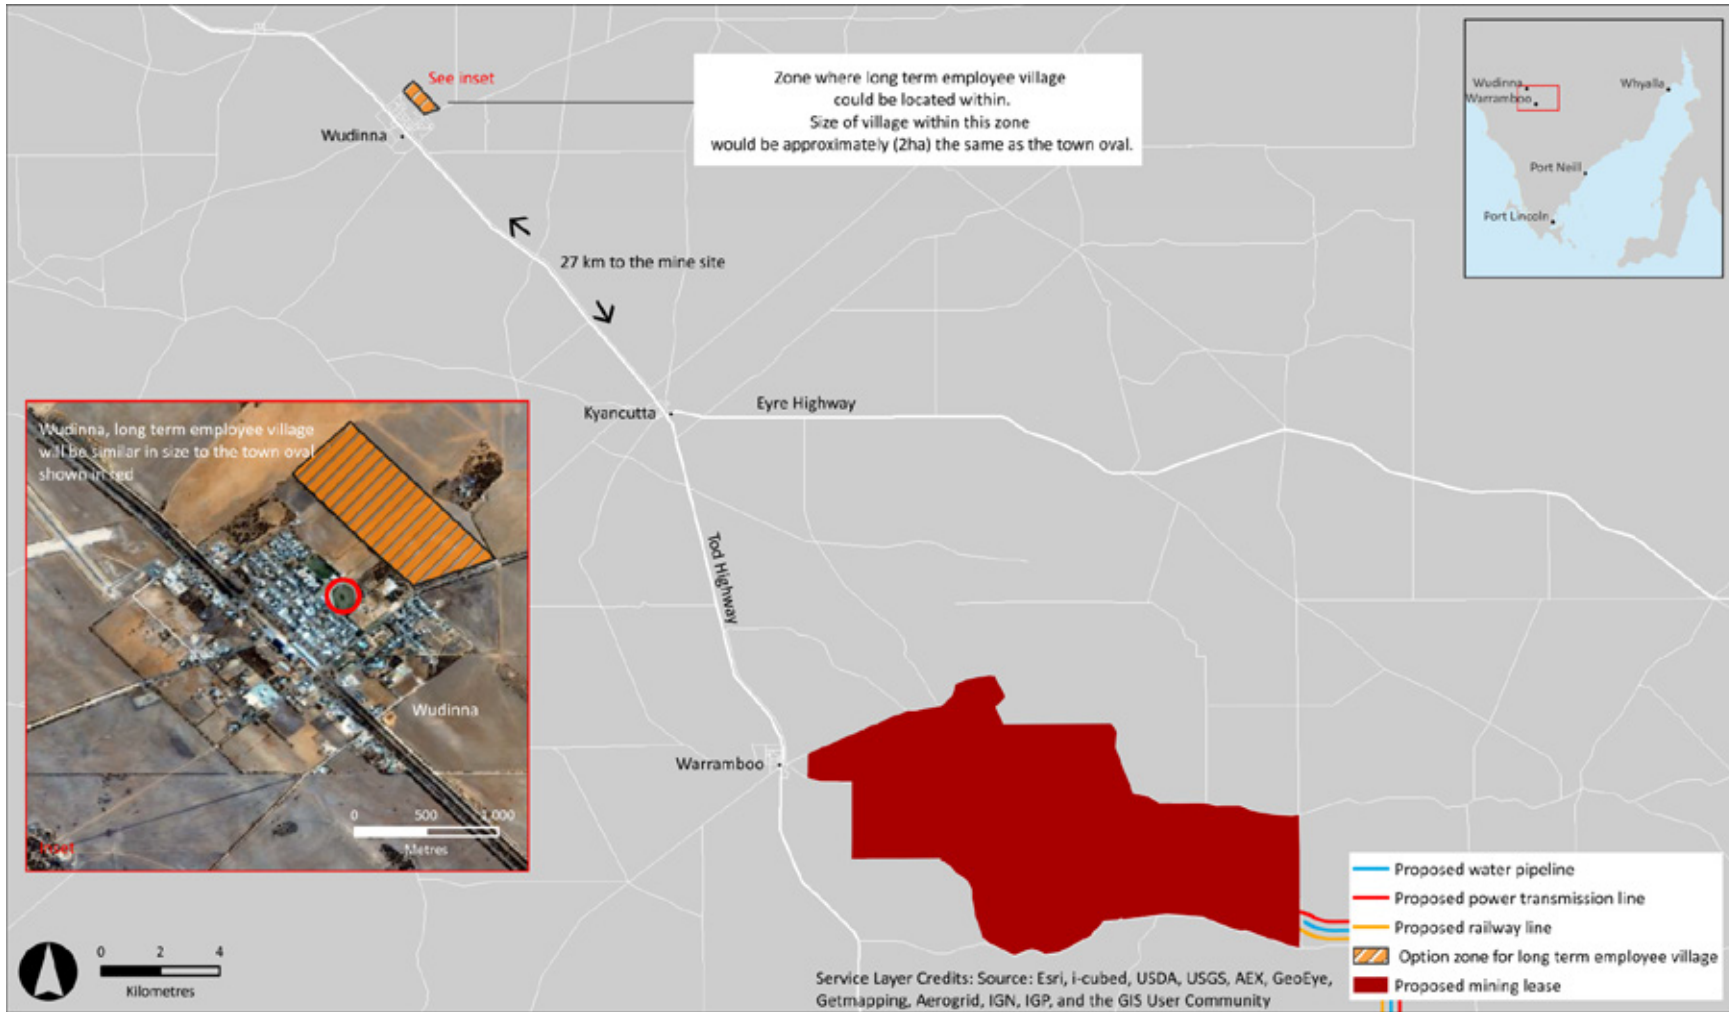 See inset
Zone where long term employee village
could be located within.
Size of village within this zone
would be approximately (2ha) the same as the town oval.
Wudinna
Warramboo
Whyalla
Port Neill
Port Lincoln
Wudinna
27 km to the mine site
Kyancutta
Eyre Highway
Tod Highway
Wudinna, long term employee village
will be similar in size to the town oval
shown in red
Wudinna
0 500 1,000
Metres
Inset
Warramboo
0 2 4
Kilometres
Proposed water pipeline
Proposed power transmission line
Proposed railway line
Option zone for long term employee village
Proposed mining lease
Service Layer Credits: Source: Esri, i-cubed, USDA, USGS, AEX, GeoEye,
Getmapping, Aerogrid, IGN, IGP, and the GIS User Community